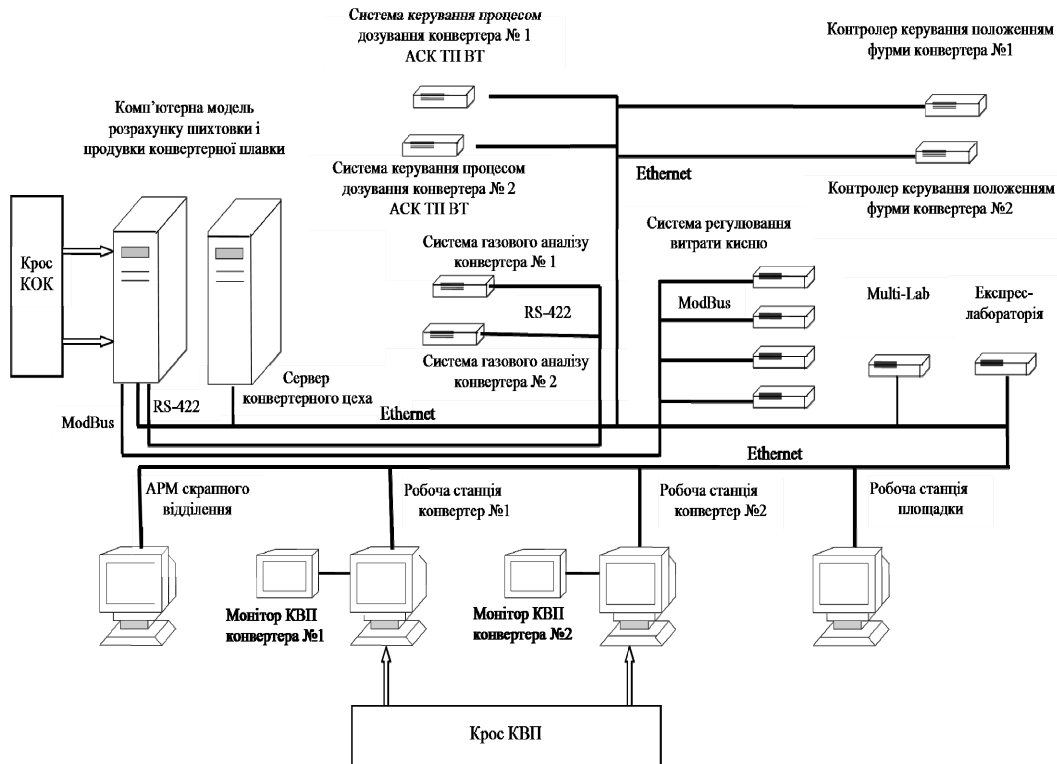 Система керування процесом
дозування конвертера № 1
АСК ТП ВТ
Контролер керування положенням
фурми конвертера №1
Комп’ютерна модель
розрахунку шихтовки і
продувки конвертерної плавки
Система керування процесом
дозування конвертера № 2
АСК ТП ВТ
Ethernet
Контролер керування положенням
фурми конвертера №2
Крос
КОК
Система газового аналізу
конвертера № 1
Система регулювання
витрати кисню
RS-422
ModBus
Multi-Lab
Експрес-
лабораторія
Система газового аналізу
конвертера № 2
Сервер
конвертерного цеха
RS-422
ModBus
Ethernet
Ethernet
АРМ скрапного
відділення
Робоча станція
конвертер №1
Робоча станція
конвертер №2
Робоча станція
площадки
Монітор КВП
конвертера №1
Монітор КВП
конвертера №2
Крос КВП